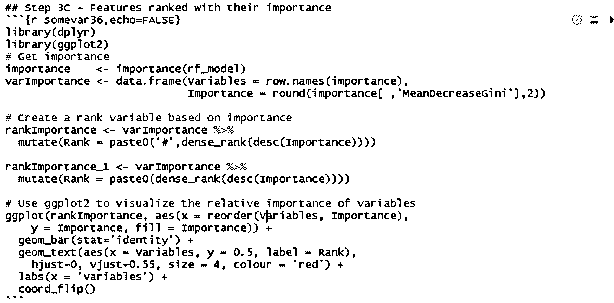 ## Step 3C - Features ranked with their importance
```{r somevar36,echo=FALSE}
library(dplyr)
library(ggplot2)
# Get importance
importance    <- importance(rf_model)
varImportance <- data.frame(Variables = row.names(importance),
                            Importance = round(importance[ ,'MeanDecreaseGini'],2))
# Create a rank variable based on importance
rankImportance <- varImportance %>%
  mutate(Rank = paste0('#',dense_rank(desc(Importance))))
rankImportance_1 <- varImportance %>%
  mutate(Rank = paste0(dense_rank(desc(Importance))))
# Use ggplot2 to visualize the relative importance of variables
ggplot(rankImportance, aes(x = reorder(Variables, Importance),
    y = Importance, fill = Importance)) +
  geom_bar(stat='identity') +
  geom_text(aes(x = Variables, y = 0.5, label = Rank),
    hjust=0, vjust=0.55, size = 4, colour = 'red') +
  labs(x = 'Variables') +
  coord_flip()
```